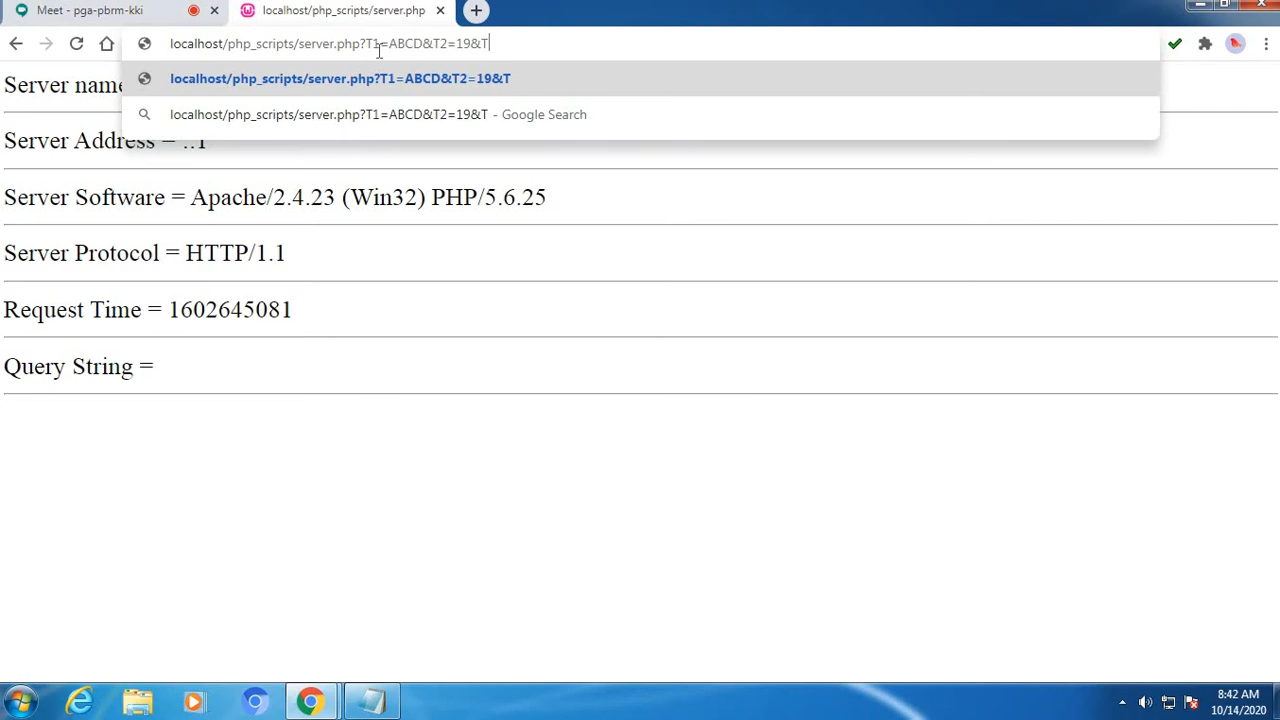 Meet - pga-pbrm-kki
localhost/php_scripts/server.php
localhost/php_scripts/server.php?T1=ABCD&T2=19&T
localhost/php_scripts/server.php?T1=ABCD&T2=19&T
localhost/php_scripts/server.php?T1=ABCD&T2=19&T - Google Search
Server name
Server Address = ::1
Server Software = Apache/2.4.23 (Win32) PHP/5.6.25
Server Protocol = HTTP/1.1
Request Time = 1602645081
Query String =
8:42 AM
10/14/2020